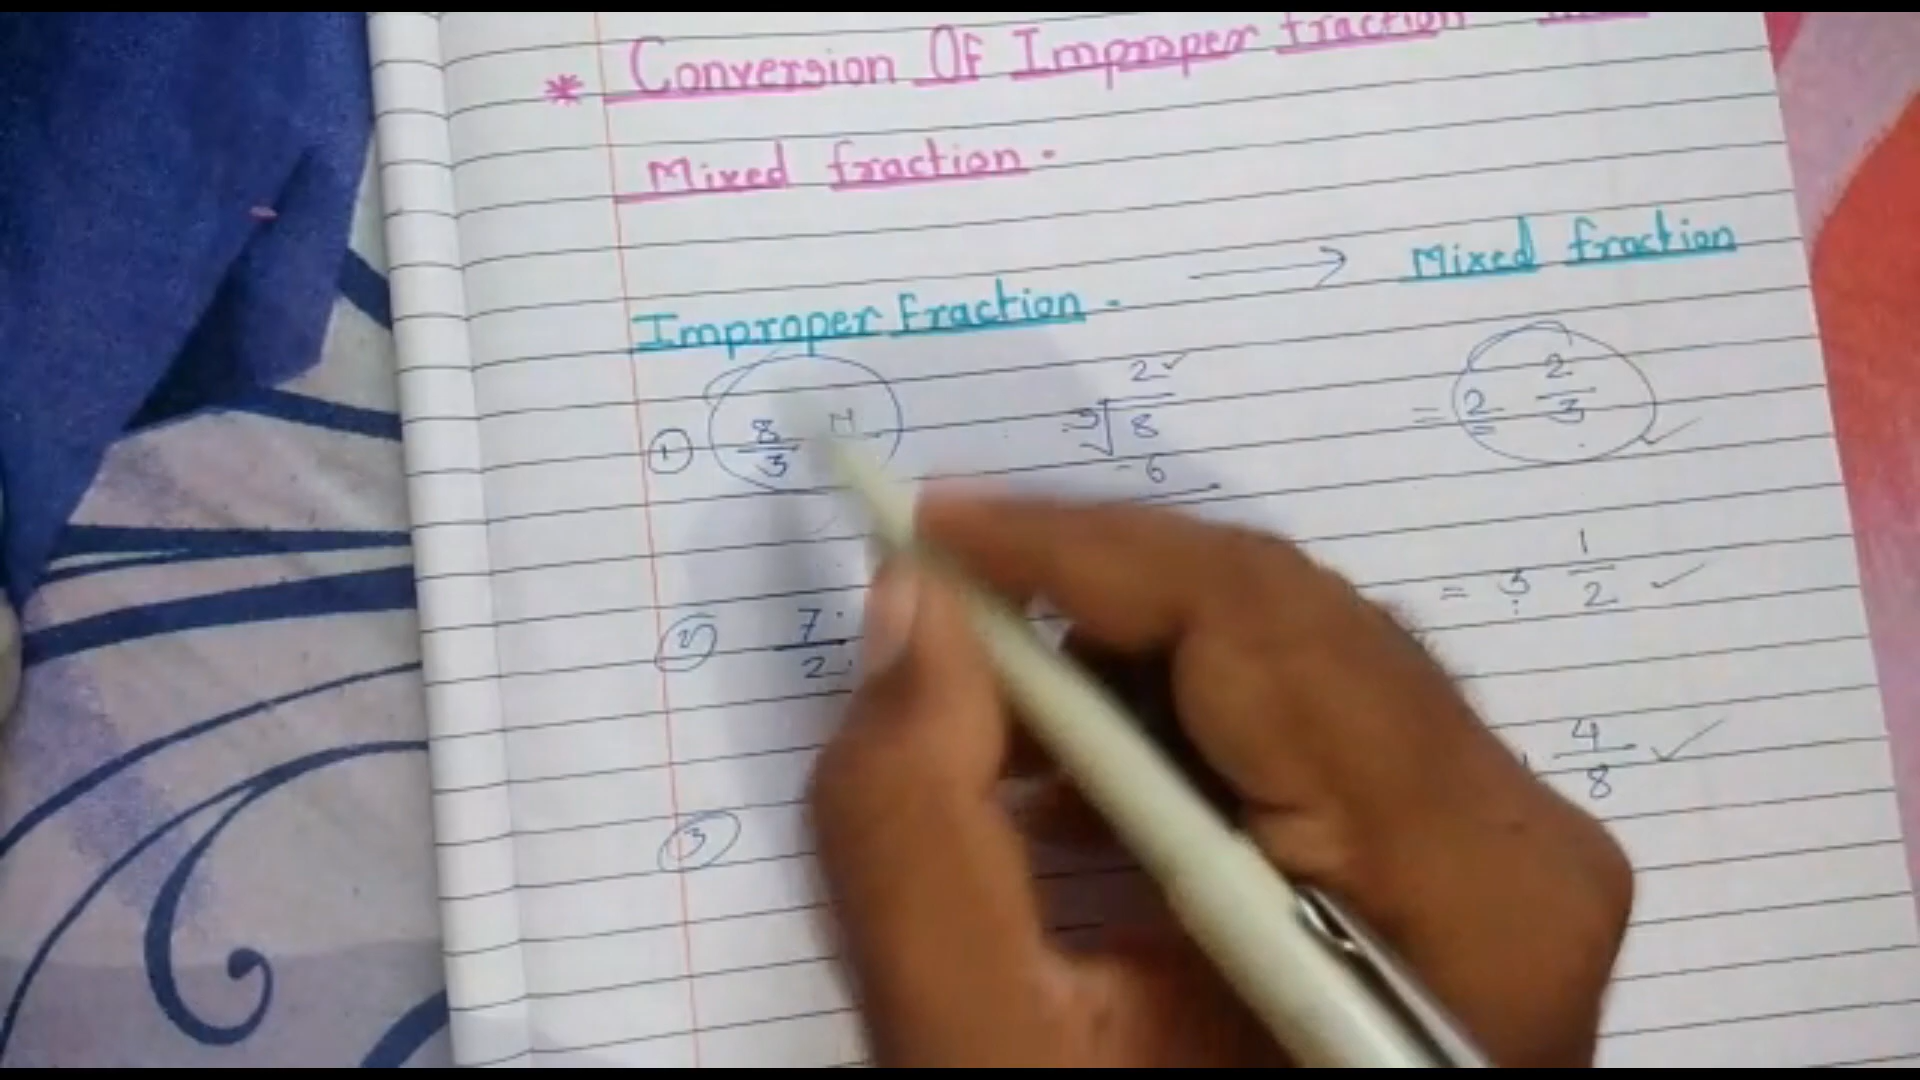 * Conversion Of Improper fraction
Mixed fraction.
Improper Fraction. → Mixed fraction
① 8/3 3√8 2✓ = 2 2/3 ✓
-6
② 7/2 = 3 1/2 ✓
③ 4/8 ✓